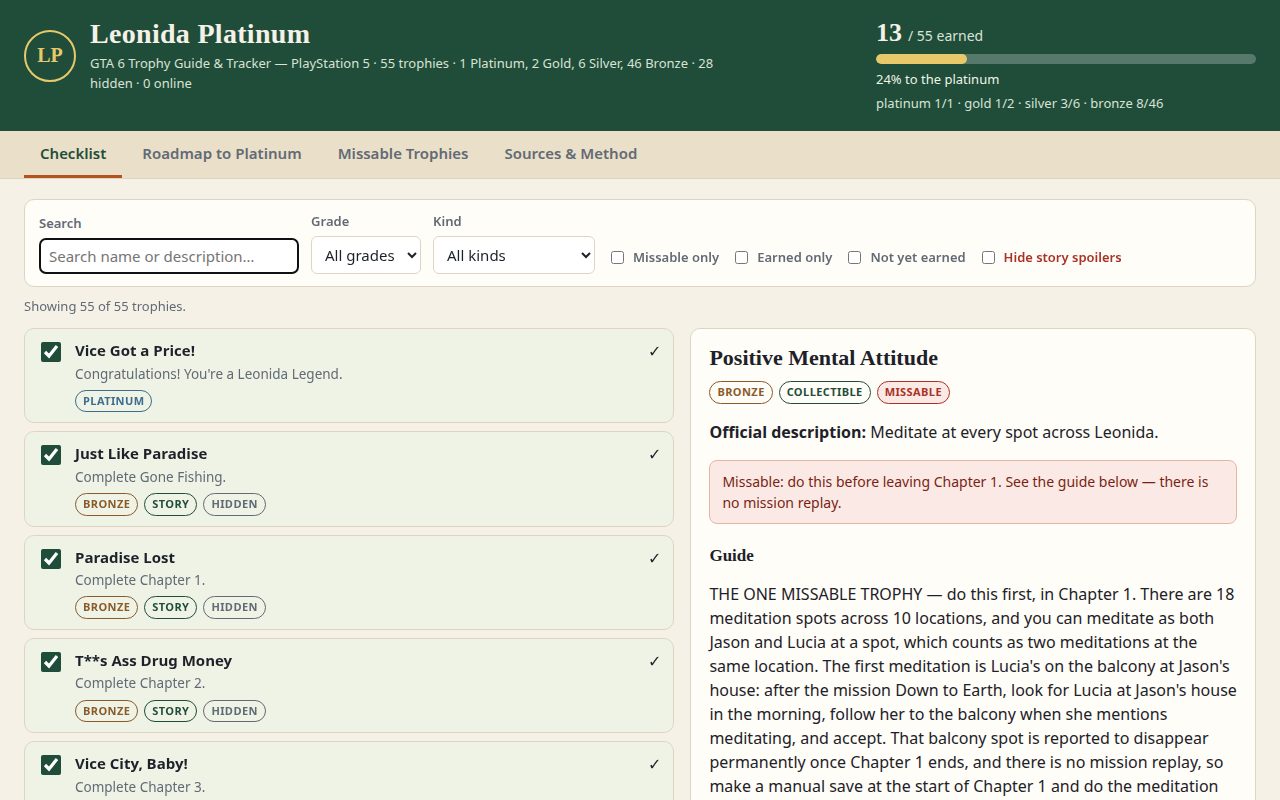 LP
Leonida Platinum
GTA 6 Trophy Guide & Tracker — PlayStation 5 · 55 trophies · 1 Platinum, 2 Gold, 6 Silver, 46 Bronze · 28
hidden · 0 online
13 / 55 earned
24% to the platinum
platinum 1/1 · gold 1/2 · silver 3/6 · bronze 8/46
Checklist
Roadmap to Platinum
Missable Trophies
Sources & Method
Search
Search name or description...
Grade
All grades
Kind
All kinds
Missable only
Earned only
Not yet earned
Hide story spoilers
Showing 55 of 55 trophies.
Vice Got a Price! ✓
Congratulations! You're a Leonida Legend.
PLATINUM
Just Like Paradise ✓
Complete Gone Fishing.
BRONZE STORY HIDDEN
Paradise Lost ✓
Complete Chapter 1.
BRONZE STORY HIDDEN
T**s Ass Drug Money ✓
Complete Chapter 2.
BRONZE STORY HIDDEN
Vice City, Baby! ✓
Complete Chapter 3.
Positive Mental Attitude
BRONZE COLLECTIBLE MISSABLE
Official description: Meditate at every spot across Leonida.
Missable: do this before leaving Chapter 1. See the guide below — there is
no mission replay.
Guide
THE ONE MISSABLE TROPHY — do this first, in Chapter 1. There are 18
meditation spots across 10 locations, and you can meditate as both
Jason and Lucia at a spot, which counts as two meditations at the
same location. The first meditation is Lucia's on the balcony at Jason's
house: after the mission Down to Earth, look for Lucia at Jason's house
in the morning, follow her to the balcony when she mentions
meditating, and accept. That balcony spot is reported to disappear
permanently once Chapter 1 ends, and there is no mission replay, so
make a manual save at the start of Chapter 1 and do the meditation